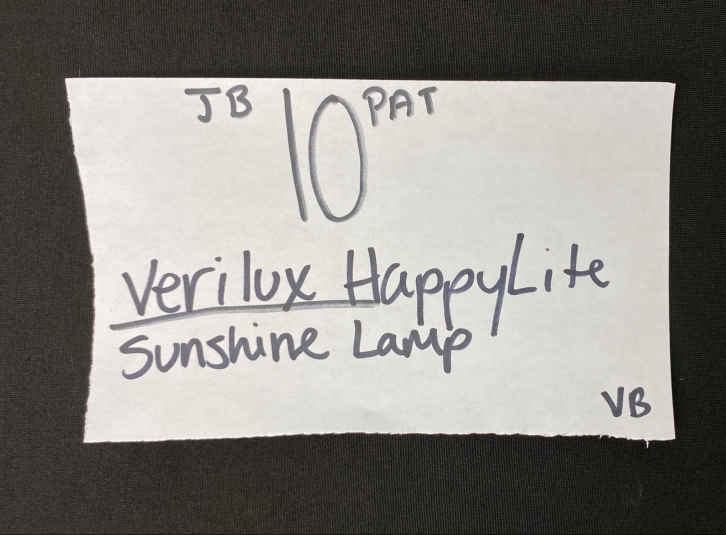 JB 10 PAT
Verilux HappyLite
Sunshine Lamp
VB